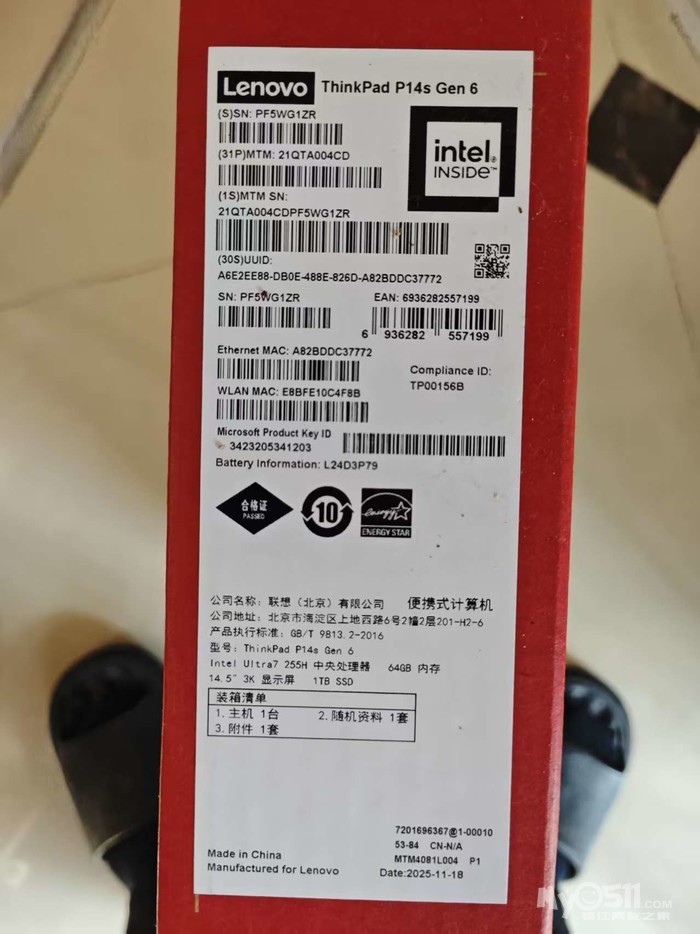 Lenovo ThinkPad P14s Gen 6
(S)SN: PF5WG1ZR
(31P)MTM: 21QTA004CD
(1S)MTM SN:
21QTA004CDPF5WG1ZR
intel.
INSIDE™
(30S)UUID:
A6E2EE88-DB0E-488E-826D-A82BDDC37772
SN: PF5WG1ZR
EAN: 6936282557199
6 936282 557199
Ethernet MAC: A82BDDC37772
Compliance ID:
TP00156B
WLAN MAC: E8BFE10C4F8B
Microsoft Product Key ID
3423205341203
Battery Information: L24D3P79
合格证
PASSED
10
energy
ENERGY STAR
公司名称: 联想（北京）有限公司 便携式计算机
公司地址: 北京市海淀区上地西路6号2幢2层201-H2-6
产品执行标准: GB/T 9813.2-2016
型号: ThinkPad P14s Gen 6
Intel Ultra7 255H 中央处理器 64GB 内存
14.5" 3K 显示屏 1TB SSD
装箱清单
1. 主机 1台 2. 随机资料 1套
3. 附件 1套
7201696367@1-00010
53-84 CN-N/A
MTM4081L004 P1
Made in China
Manufactured for Lenovo
Date:2025-11-18
MY0511.COM